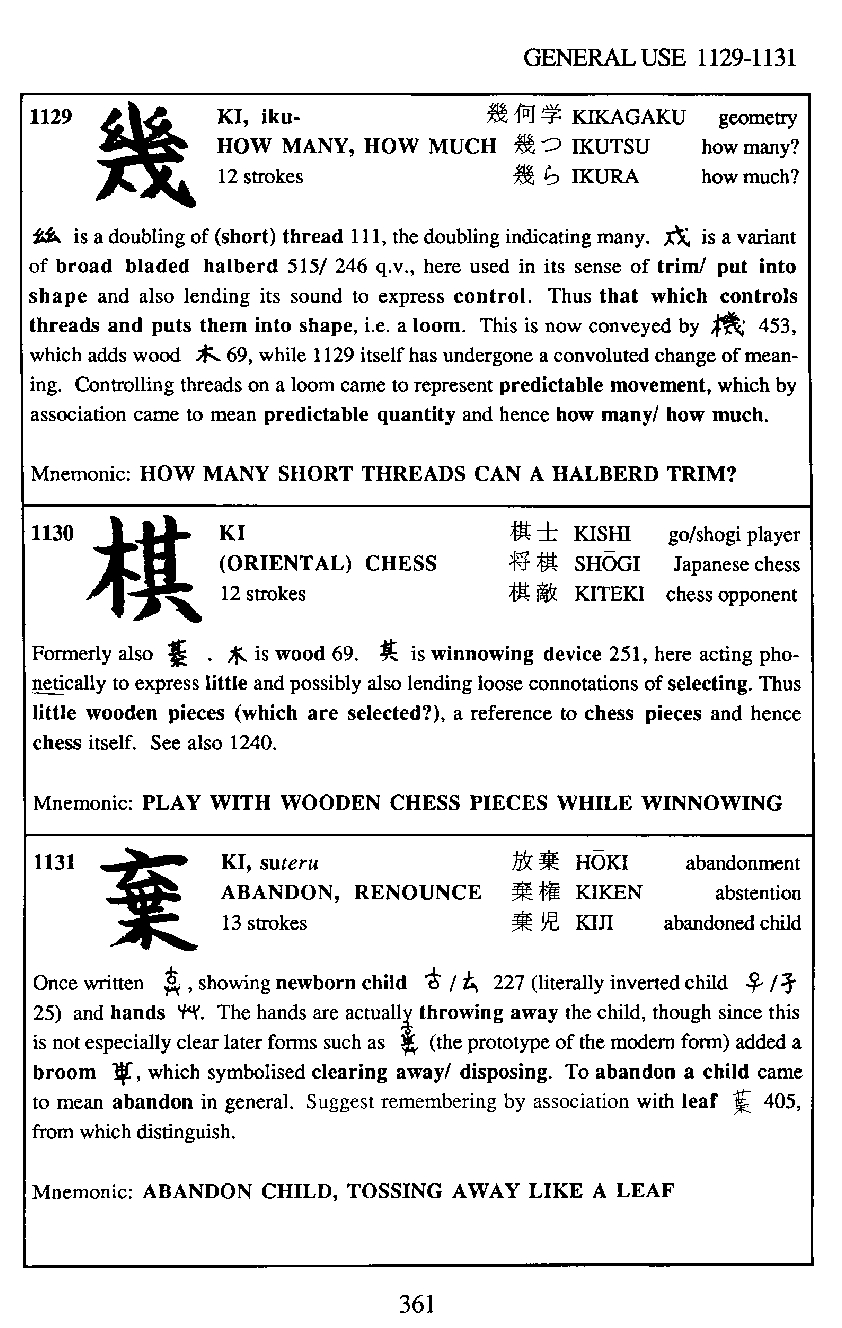 GENERAL USE 1129-1131
1129 幾 KI, iku- 幾何学 KIKAGAKU geometry
HOW MANY, HOW MUCH 幾つ IKUTSU how many?
12 strokes 幾ら IKURA how much?
is a doubling of (short) thread 111, the doubling indicating many. 戍 is a variant
of broad bladed halberd 515/ 246 q.v., here used in its sense of trim/ put into
shape and also lending its sound to express control. Thus that which controls
threads and puts them into shape, i.e. a loom. This is now conveyed by 機 453,
which adds wood 木 69, while 1129 itself has undergone a convoluted change of mean-
ing. Controlling threads on a loom came to represent predictable movement, which by
association came to mean predictable quantity and hence how many/ how much.
Mnemonic: HOW MANY SHORT THREADS CAN A HALBERD TRIM?
1130 棋 KI 棋士 KISHI go/shogi player
(ORIENTAL) CHESS 将棋 SHŌGI Japanese chess
12 strokes 棋敵 KITEKI chess opponent
Formerly also 棊 . 木 is wood 69. 其 is winnowing device 251, here acting pho-
netically to express little and possibly also lending loose connotations of selecting. Thus
little wooden pieces (which are selected?), a reference to chess pieces and hence
chess itself. See also 1240.
Mnemonic: PLAY WITH WOODEN CHESS PIECES WHILE WINNOWING
1131 棄 KI, suteru 放棄 HŌKI abandonment
ABANDON, RENOUNCE 棄権 KIKEN abstention
13 strokes 棄児 KIJI abandoned child
Once written , showing newborn child / 227 (literally inverted child / 子
25) and hands . The hands are actually throwing away the child, though since this
is not especially clear later forms such as (the prototype of the modern form) added a
broom , which symbolised clearing away/ disposing. To abandon a child came
to mean abandon in general. Suggest remembering by association with leaf 葉 405,
from which distinguish.
Mnemonic: ABANDON CHILD, TOSSING AWAY LIKE A LEAF
361